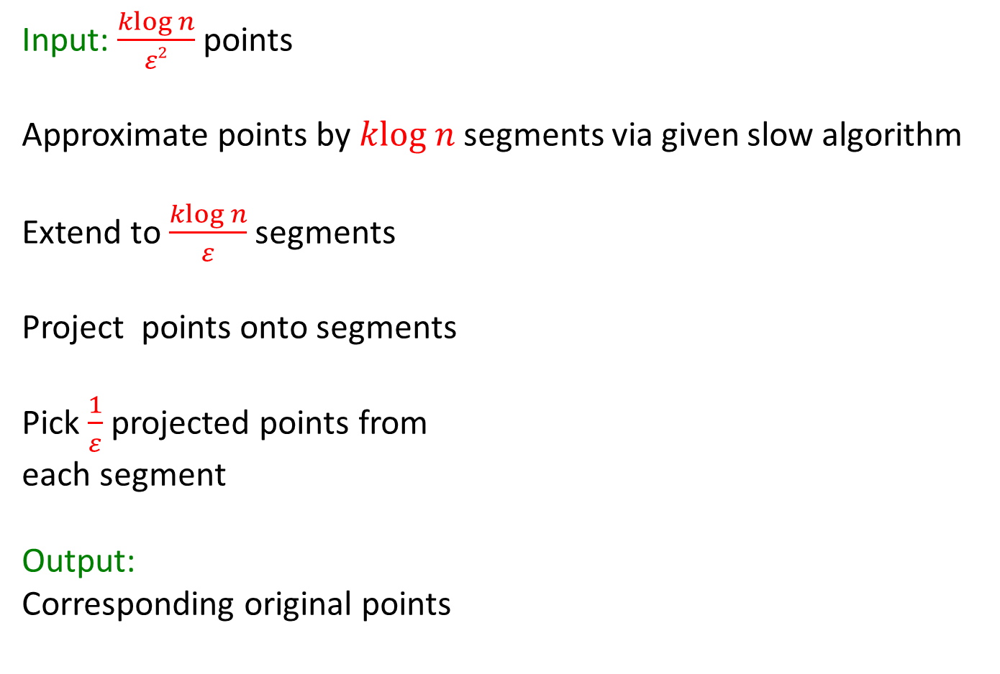 Input: $\frac{k \log n}{\varepsilon^2}$ points
Approximate points by $k \log n$ segments via given slow algorithm
Extend to $\frac{k \log n}{\varepsilon}$ segments
Project points onto segments
Pick $\frac{1}{\varepsilon}$ projected points from
each segment
Output:
Corresponding original points